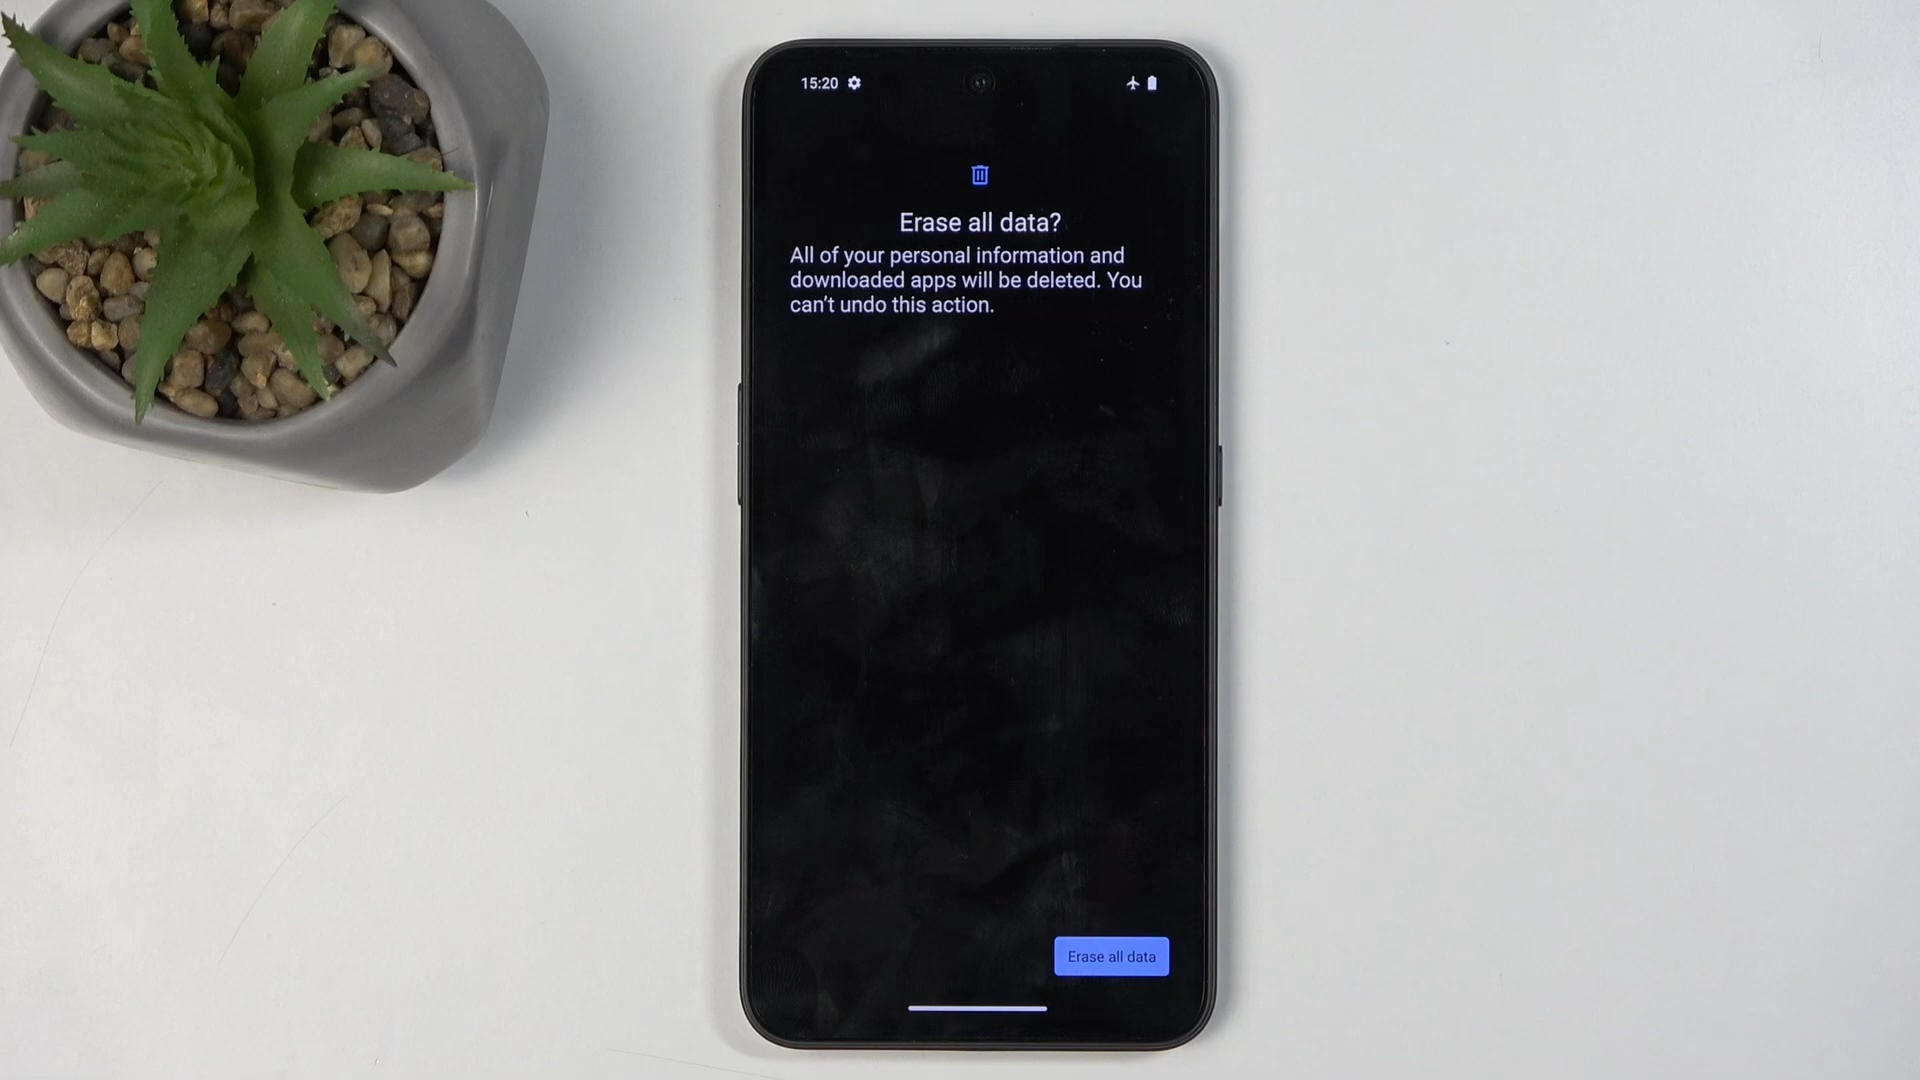 15:20
Erase all data?
All of your personal information and
downloaded apps will be deleted. You
can't undo this action.
Erase all data